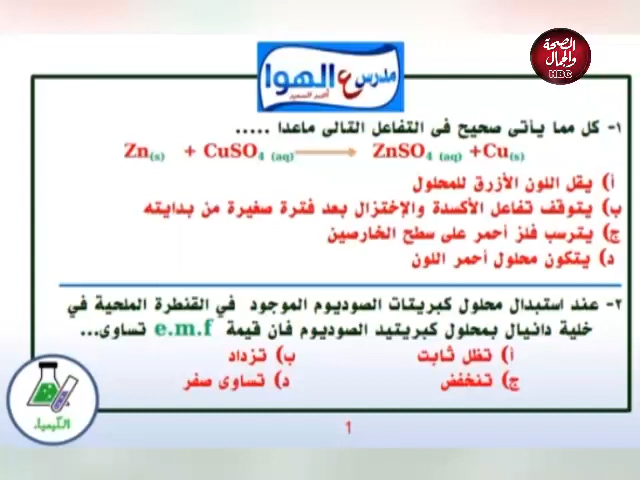 الصحة
والجمال
HBC
مدرس ع الهوا
١- كل مما يأتى صحيح فى التفاعل التالى ماعدا .....
Zn(s) + CuSO4 (aq) → ZnSO4 (aq) +Cu(s)
أ) يقل اللون الأزرق للمحلول
ب) يتوقف تفاعل الأكسدة والإختزال بعد فترة صغيرة من بدايته
ج) يترسب فلز أحمر على سطح الخارصين
د) يتكون محلول أحمر اللون
٢- عند استبدال محلول كبريتات الصوديوم الموجود في القنطرة الملحية في
خلية دانيال بمحلول كبريتيد الصوديوم فان قيمة e.m.f تساوى...
أ) تظل ثابت ب) تزداد
ج) تنخفض د) تساوى صفر
الكيمياء
1